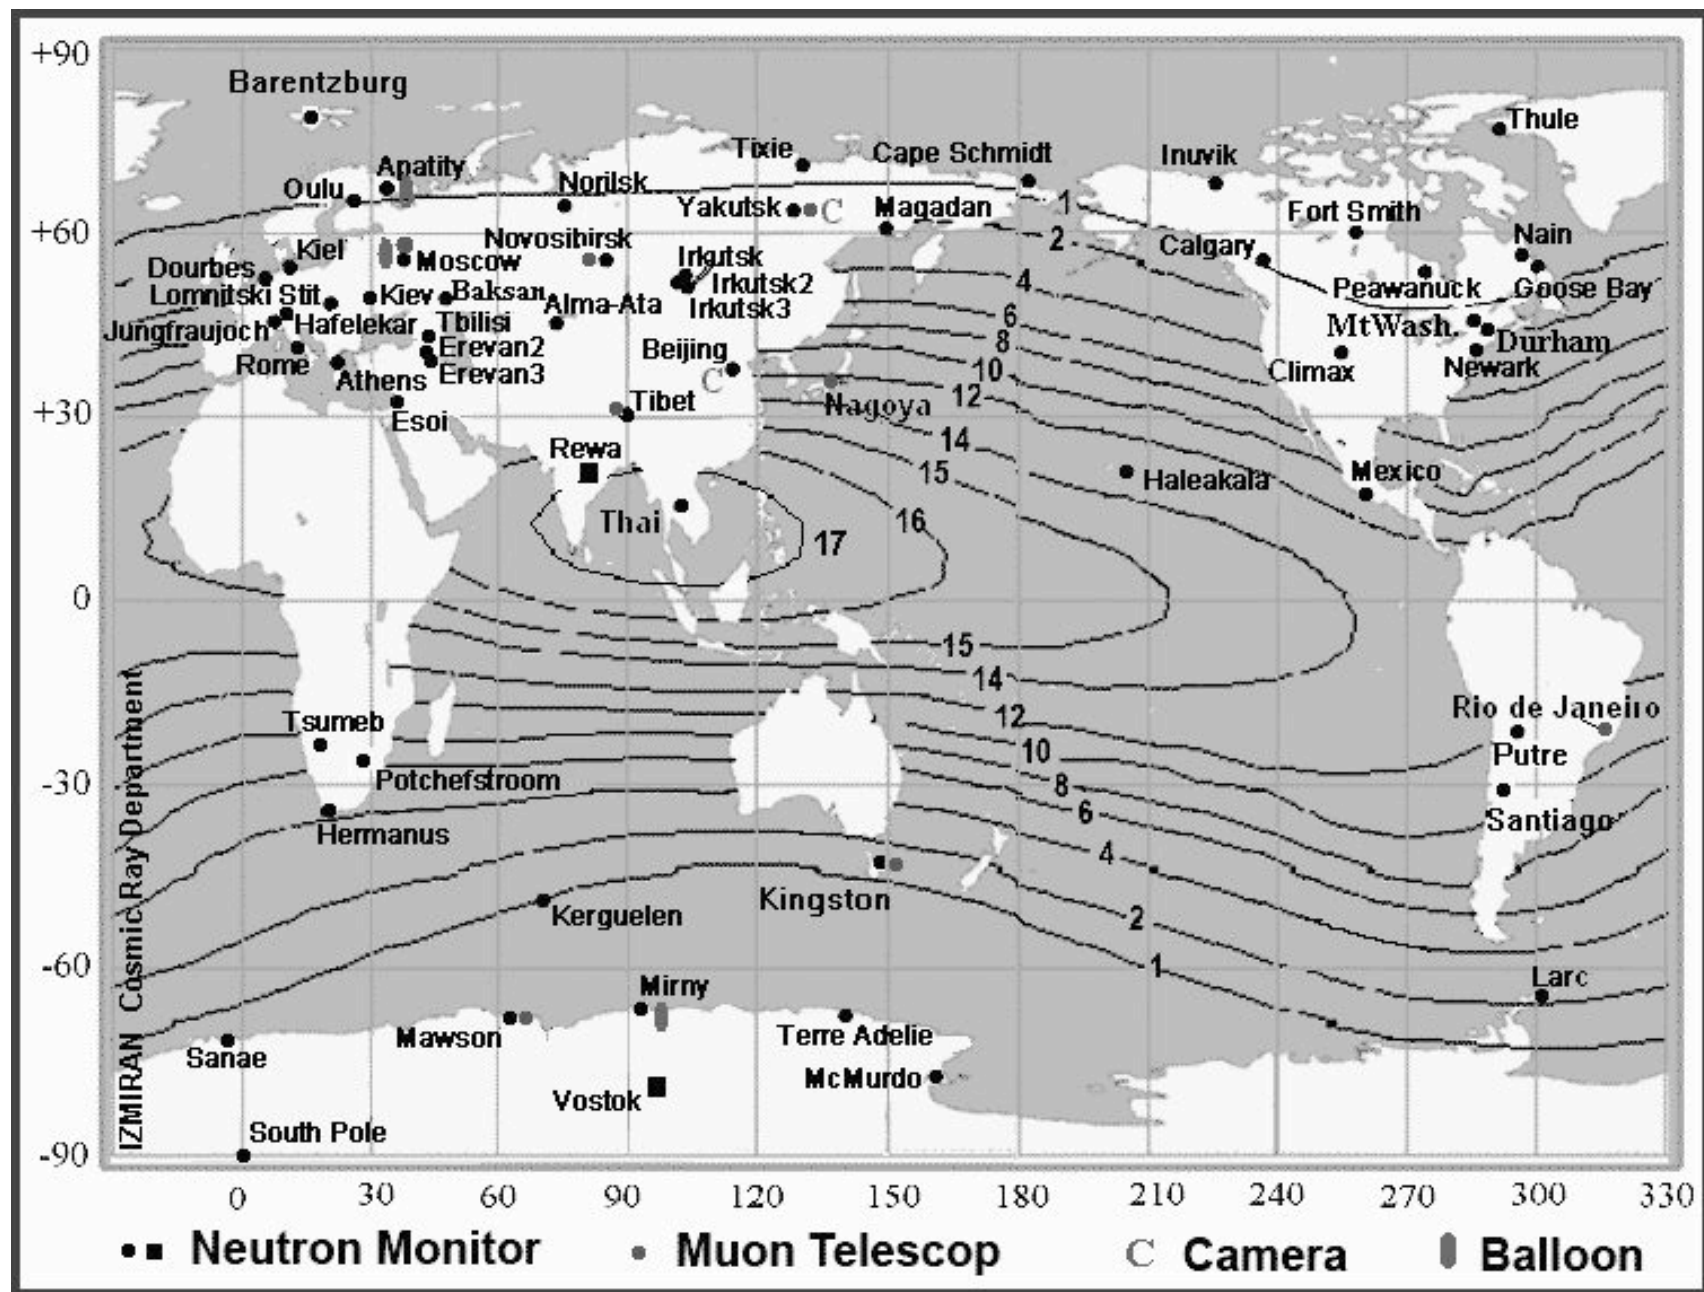 +90
Barentzburg
Thule
Tixie
Cape Schmidt
Inuvik
Apatity
Oulu
Norilsk
Yakutsk
C
Magadan
1
Fort Smith
+60
2
Nain
Kiel
Novosibirsk
Calgary
Dourbes
Moscow
Irkutsk
4
Irkutsk2
Peawanuck
Goose Bay
Lomnitski Stit
Kiev
Baksan
Alma-Ata
Irkutsk3
6
Jungfraujoch
Hafelekar
Tbilisi
MtWash.
8
Durham
Rome
Erevan2
Beijing
10
Climax
Newark
Athens
Erevan3
C
12
+30
Esoi
Tibet
Nagoya
14
Rewa
15
Haleakala
Mexico
Thai
16
17
0
15
14
Tsumeb
12
Rio de Janeiro
10
Putre
-30
Potchefstroom
8
6
Santiago
Hermanus
4
Kingston
Kerguelen
2
-60
1
Larc
Mirny
Mawson
Terre Adelie
Sanae
McMurdo
Vostok
South Pole
-90
IZMIRAN Cosmic Ray Department
0 30 60 90 120 150 180 210 240 270 300 330
Neutron Monitor
Muon Telescop
C Camera
Balloon